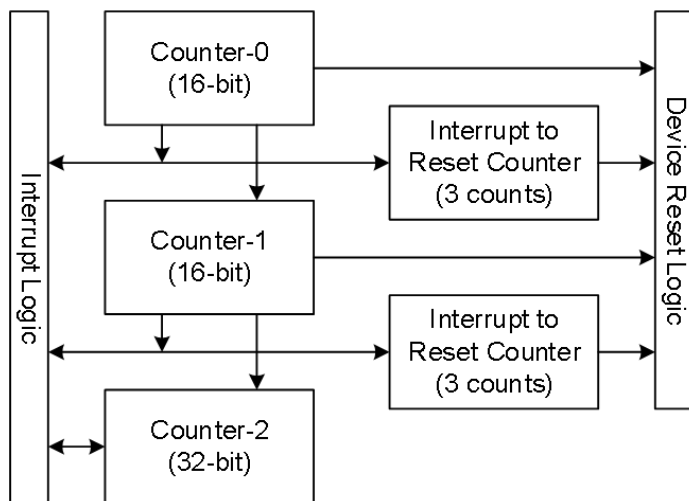 Interrupt Logic
Counter-0
(16-bit)
Interrupt to
Reset Counter
(3 counts)
Counter-1
(16-bit)
Interrupt to
Reset Counter
(3 counts)
Counter-2
(32-bit)
Device Reset Logic